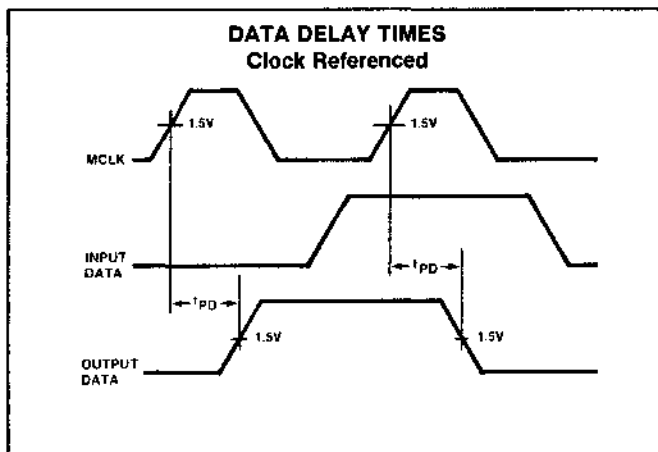 DATA DELAY TIMES
Clock Referenced
1.5V
1.5V
MCLK
INPUT
DATA
tPD
tPD
1.5V
1.5V
OUTPUT
DATA